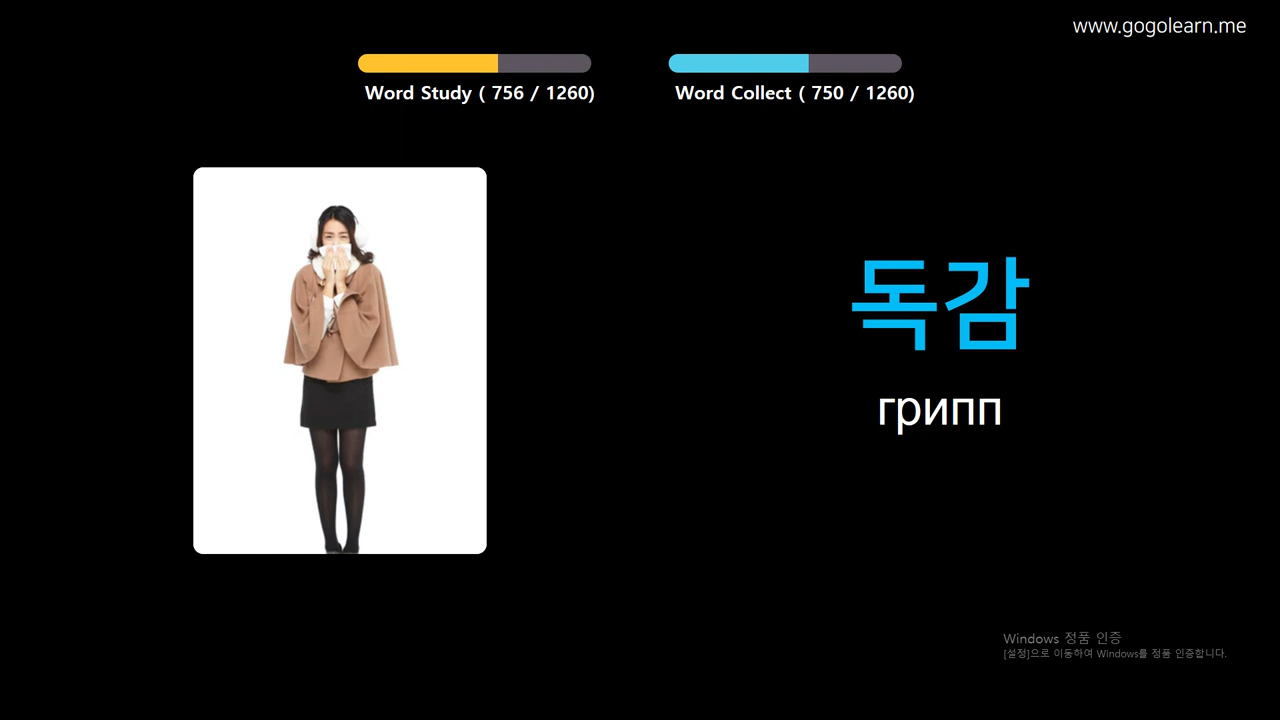 www.gogolearn.me
Word Study ( 756 / 1260)
Word Collect ( 750 / 1260)
독감
грипп
Windows 정품 인증
[설정]으로 이동하여 Windows를 정품 인증합니다.